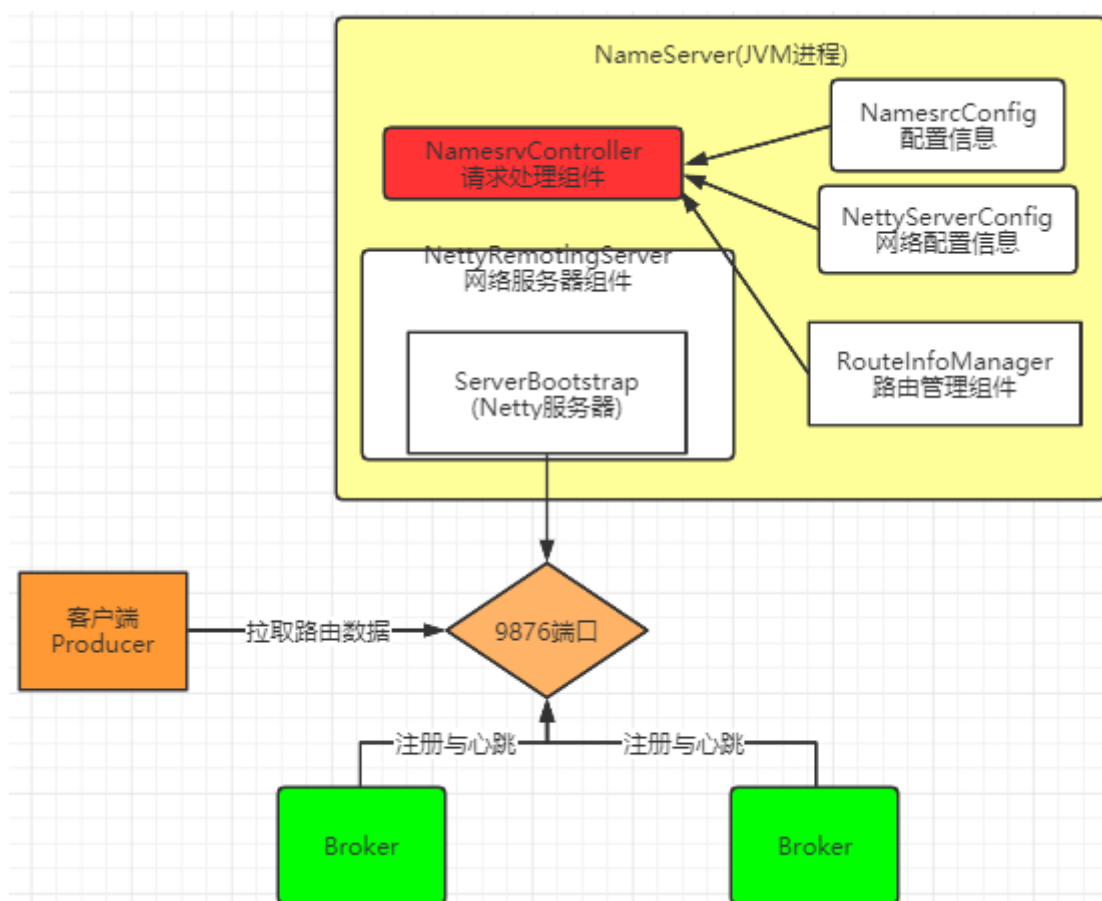 NameServer(JVM进程)
NamesrcConfig
配置信息
NamesrvController
请求处理组件
NettyServerConfig
网络配置信息
NettyRemotingServer
网络服务器组件
RouteInfoManager
路由管理组件
ServerBootstrap
(Netty服务器)
客户端
Producer
拉取路由数据
9876端口
注册与心跳
注册与心跳
Broker
Broker